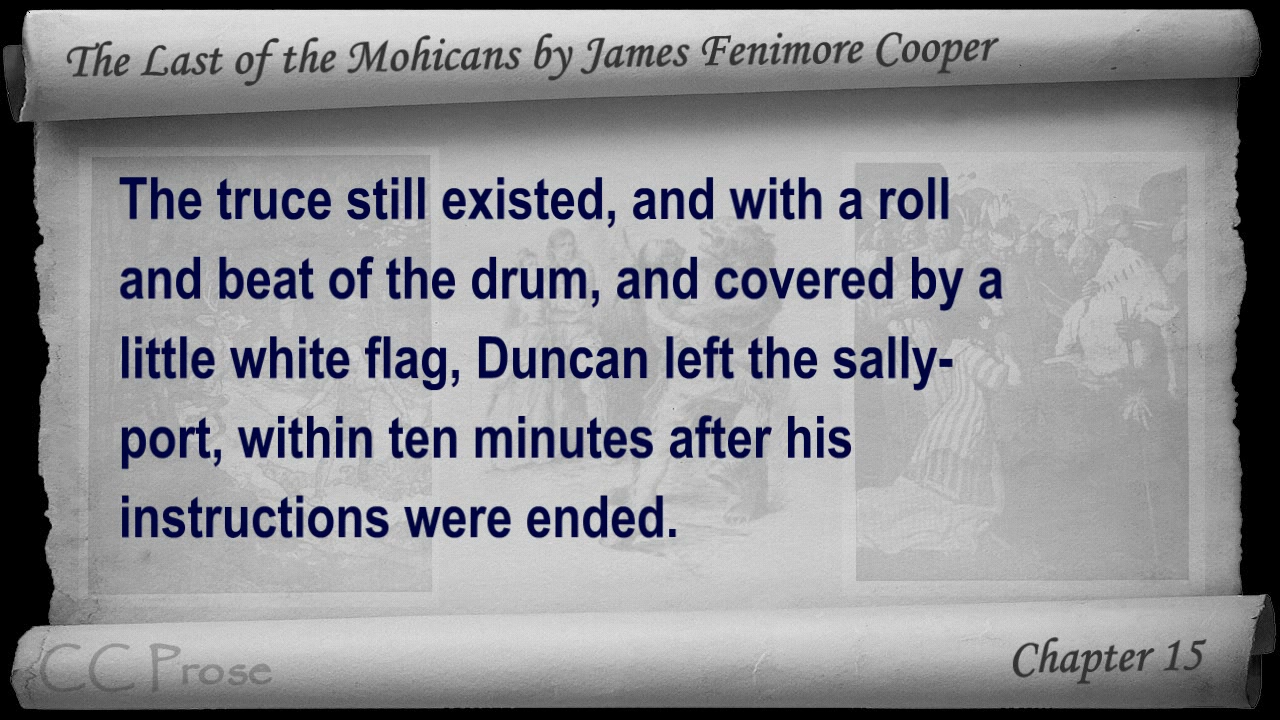 The Last of the Mohicans by James Fenimore Cooper
The truce still existed, and with a roll
and beat of the drum, and covered by a
little white flag, Duncan left the sally-
port, within ten minutes after his
instructions were ended.
CC Prose
Chapter 15